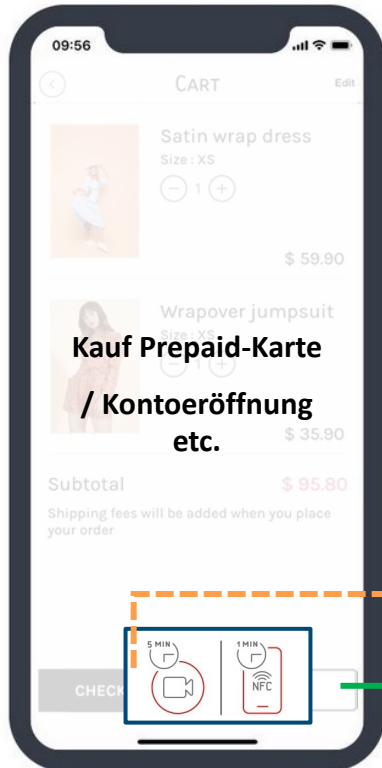 09:56
CART
Edit
Satin wrap dress
Size : XS
1
$ 59.90
Wrapover jumpsuit
Size : XS
Kauf Prepaid-Karte
1
/ Kontoeröffnung
etc.
$ 35.90
Subtotal
$ 95.80
Shipping fees will be added when you place
your order
5 MIN
1 MIN
NFC
CHECK